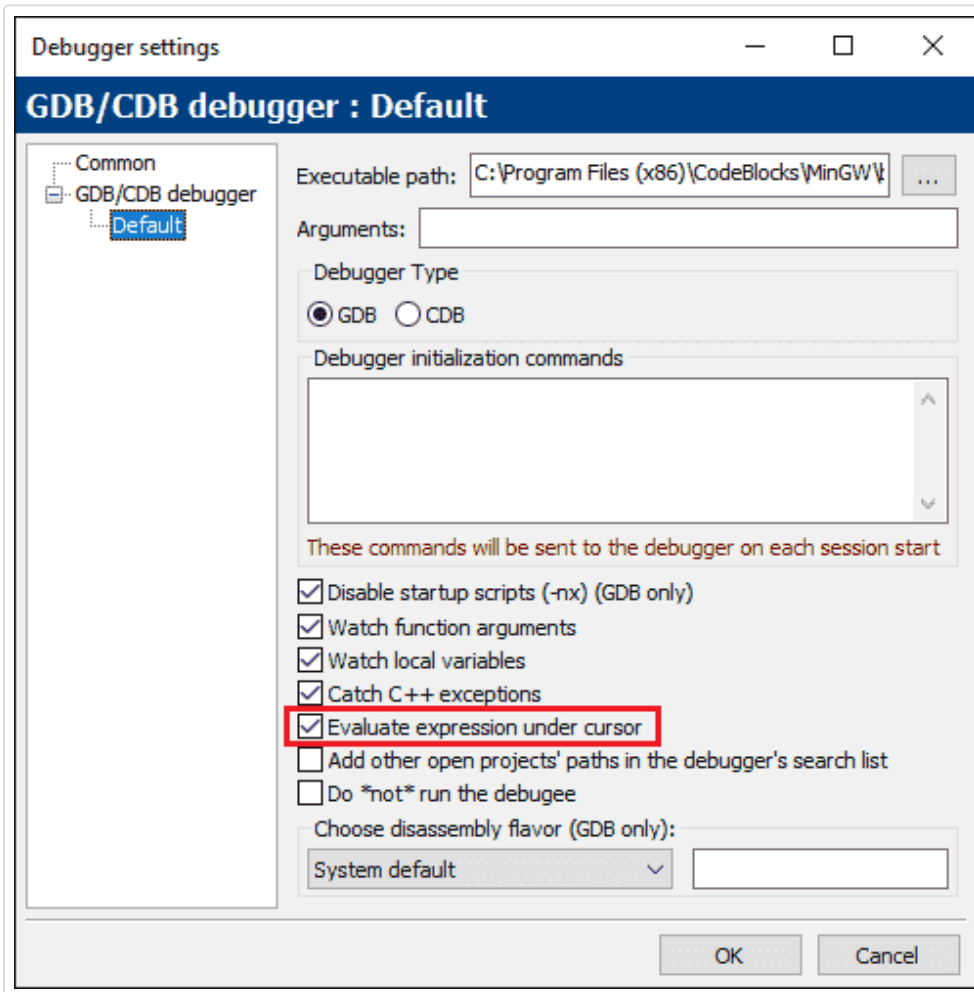 Debugger settings
GDB/CDB debugger : Default
Common
GDB/CDB debugger
Default
Executable path: C:\Program Files (x86)\CodeBlocks\MinGW\ ...
Arguments:
Debugger Type
GDB CDB
Debugger initialization commands
These commands will be sent to the debugger on each session start
Disable startup scripts (-nx) (GDB only)
Watch function arguments
Watch local variables
Catch C++ exceptions
Evaluate expression under cursor
Add other open projects' paths in the debugger's search list
Do *not* run the debugee
Choose disassembly flavor (GDB only):
System default
OK Cancel